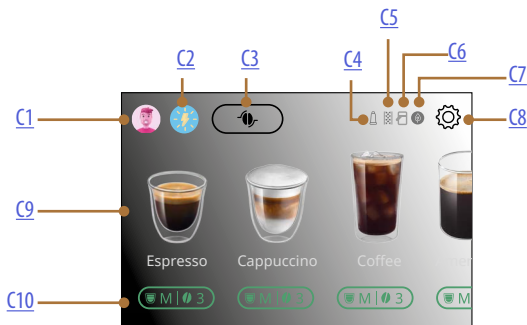 C5
C6
C2 C3 C4 C7
C1 C8
C9
Espresso Cappuccino Coffee
C10 M 3 M 3 M 3 M